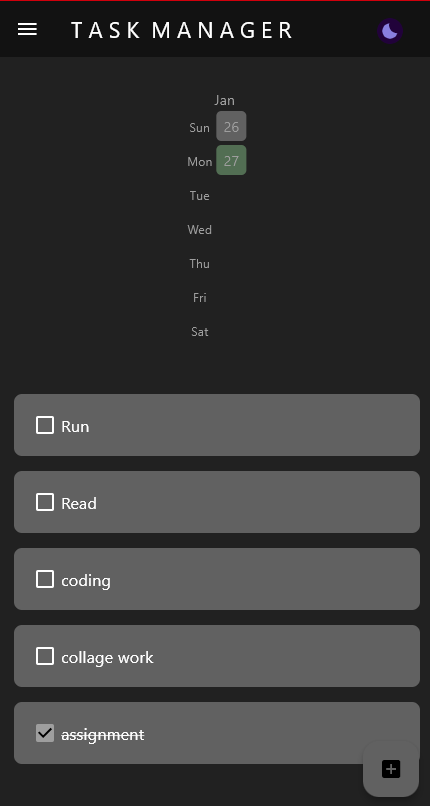 TASK MANAGER
Jan
Sun 26
Mon 27
Tue
Wed
Thu
Fri
Sat
Run
Read
coding
collage work
assignment